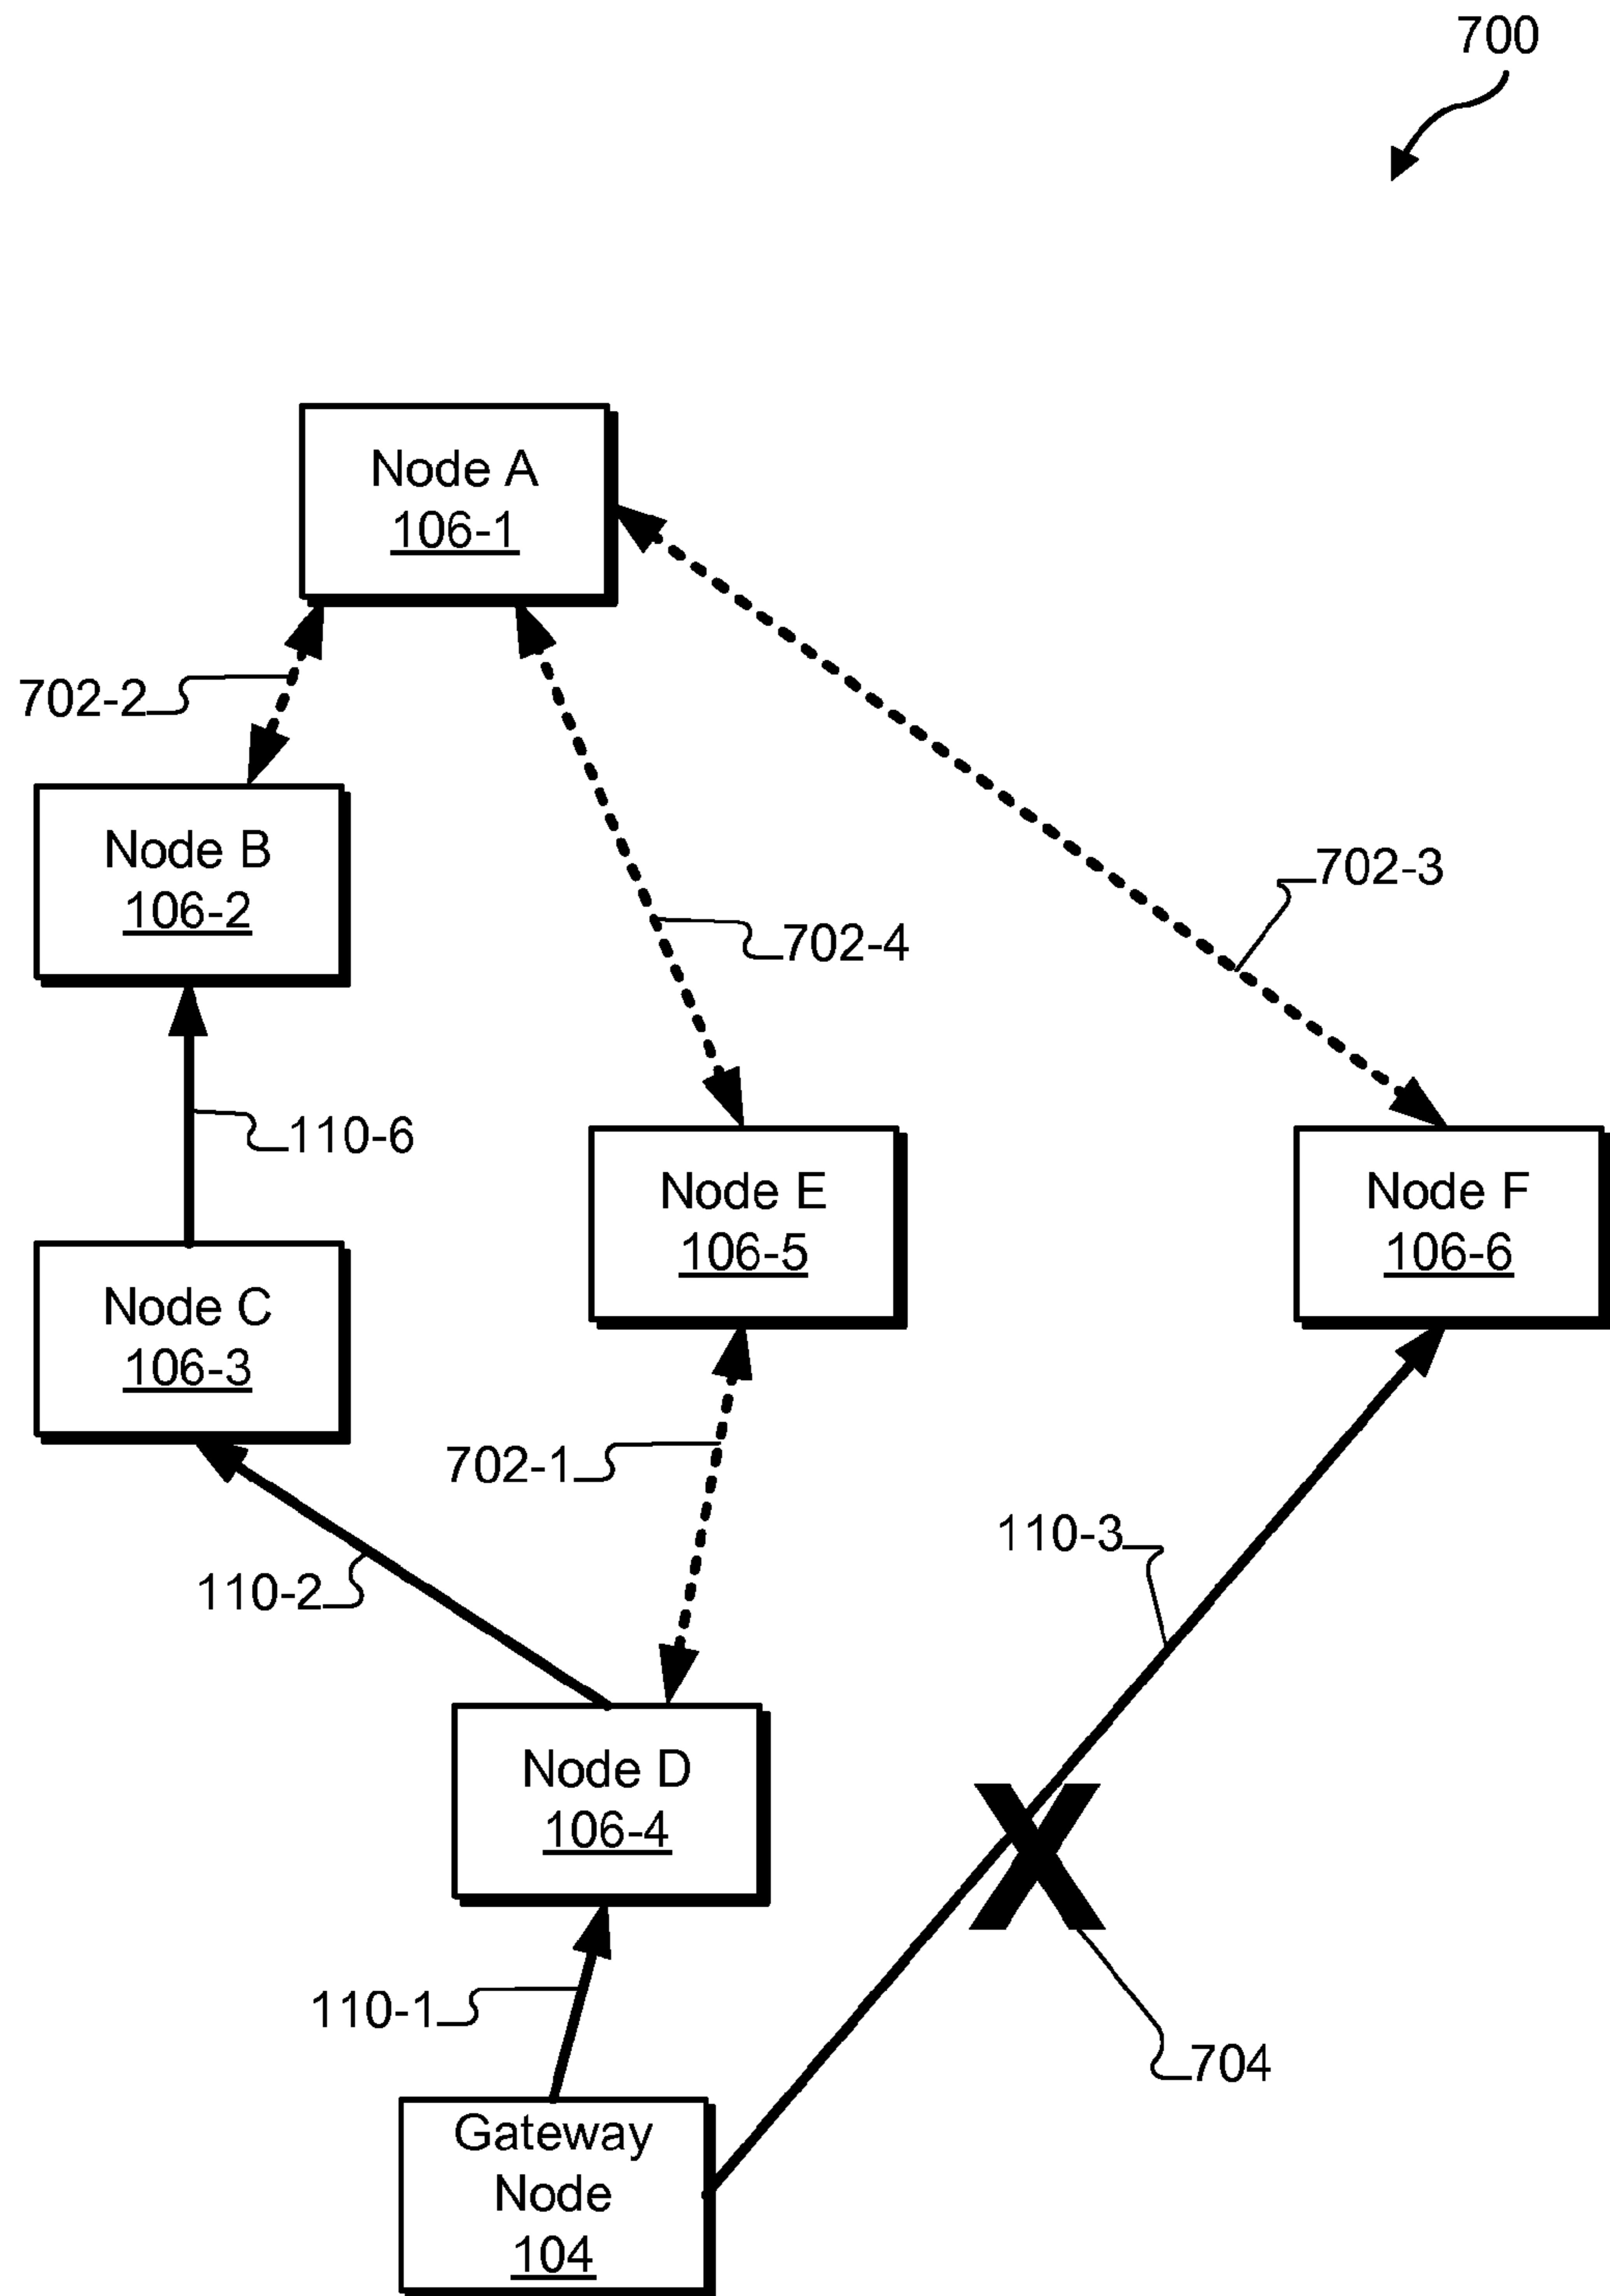 700
Node A
106-1
702-2
Node B
106-2
702-3
702-4
110-6
Node E
106-5
Node F
106-6
Node C
106-3
702-1
110-3
110-2
Node D
106-4
X
110-1
704
Gateway
Node
104